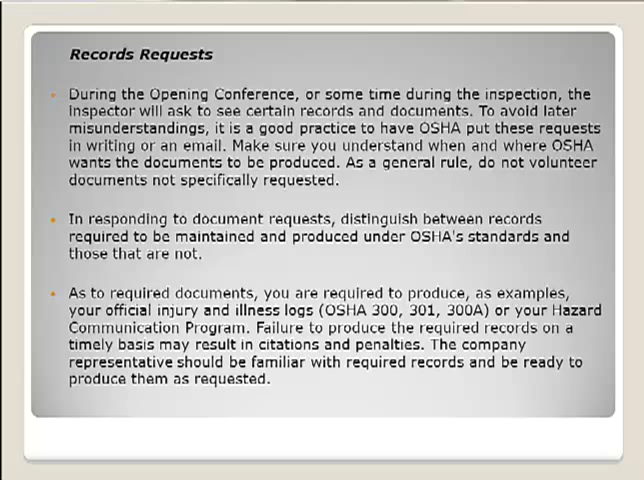 Records Requests
During the Opening Conference, or some time during the inspection, the
inspector will ask to see certain records and documents. To avoid later
misunderstandings, it is a good practice to have OSHA put these requests
in writing or an email. Make sure you understand when and where OSHA
wants the documents to be produced. As a general rule, do not volunteer
documents not specifically requested.
In responding to document requests, distinguish between records
required to be maintained and produced under OSHA's standards and
those that are not.
As to required documents, you are required to produce, as examples,
your official injury and illness logs (OSHA 300, 301, 300A) or your Hazard
Communication Program. Failure to produce the required records on a
timely basis may result in citations and penalties. The company
representative should be familiar with required records and be ready to
produce them as requested.